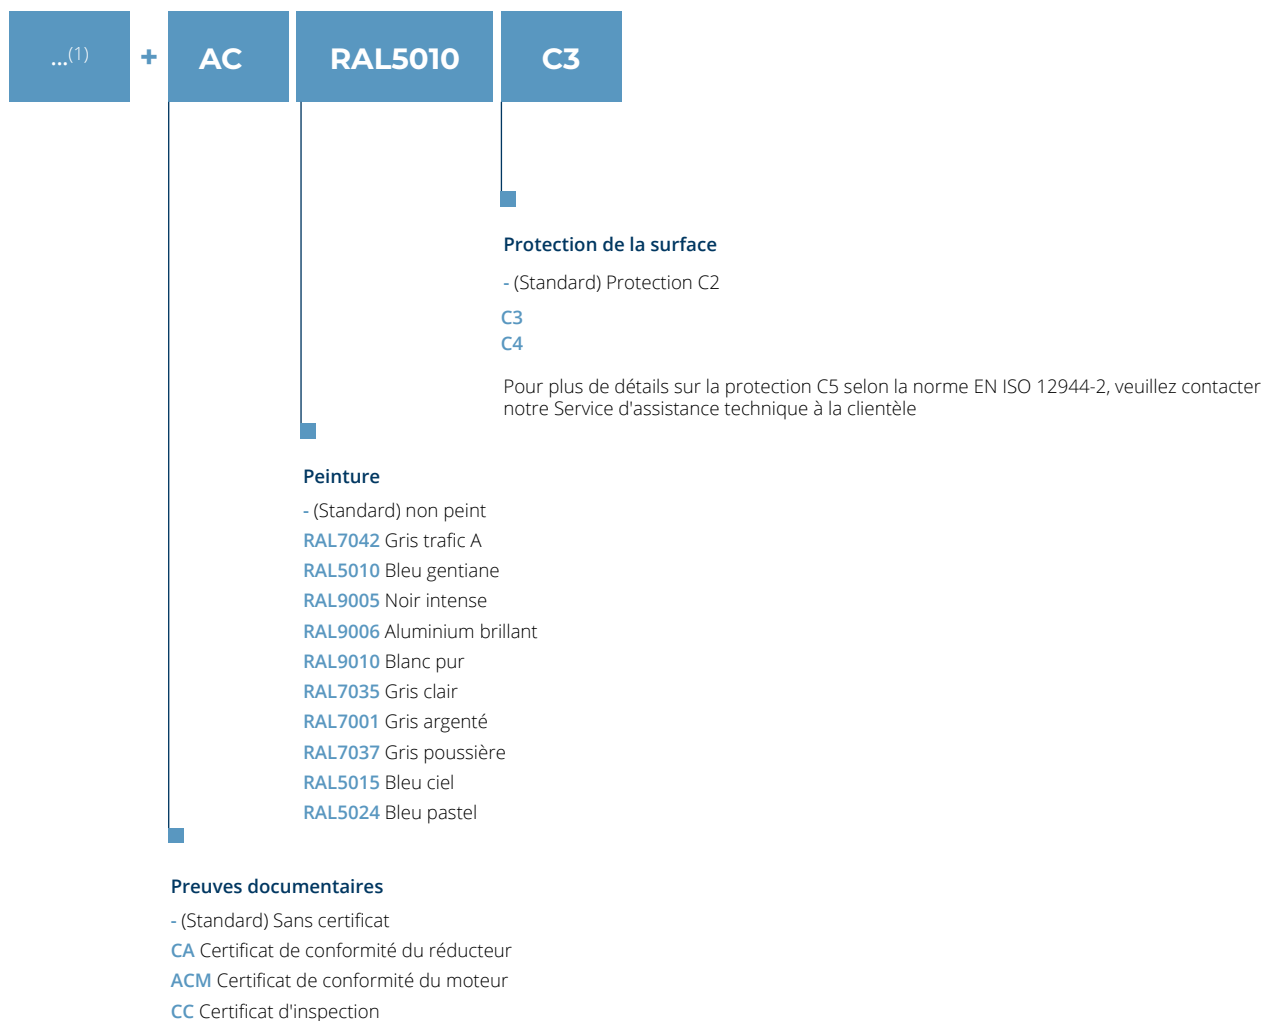 ...(1) + AC RAL5010 C3
Protection de la surface
- (Standard) Protection C2
C3
C4
Pour plus de détails sur la protection C5 selon la norme EN ISO 12944-2, veuillez contacter
notre Service d'assistance technique à la clientèle
Peinture
- (Standard) non peint
RAL7042 Gris trafic A
RAL5010 Bleu gentiane
RAL9005 Noir intense
RAL9006 Aluminium brillant
RAL9010 Blanc pur
RAL7035 Gris clair
RAL7001 Gris argenté
RAL7037 Gris poussière
RAL5015 Bleu ciel
RAL5024 Bleu pastel
Preuves documentaires
- (Standard) Sans certificat
CA Certificat de conformité du réducteur
ACM Certificat de conformité du moteur
CC Certificat d'inspection